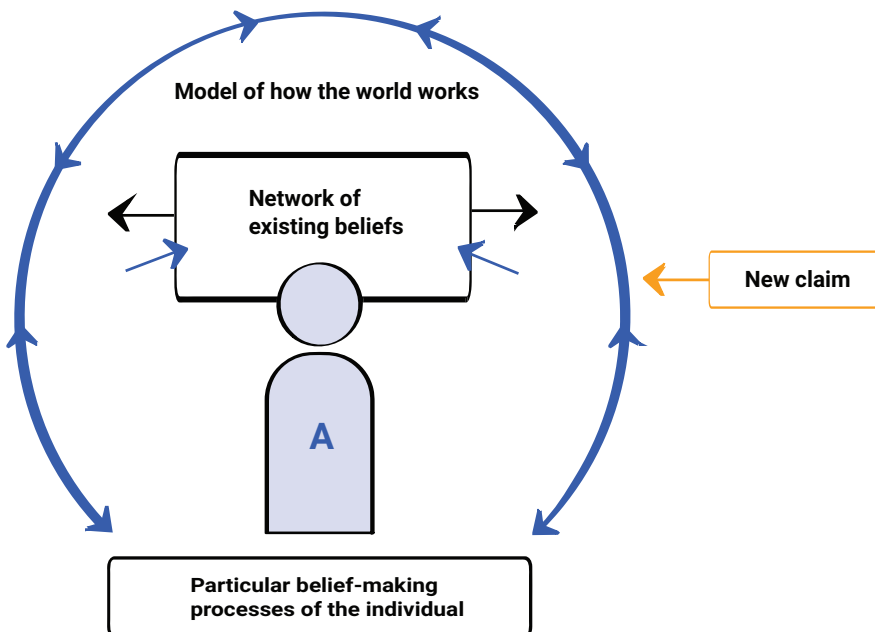 Model of how the world works
Network of
existing beliefs
New claim
A
Particular belief-making
processes of the individual